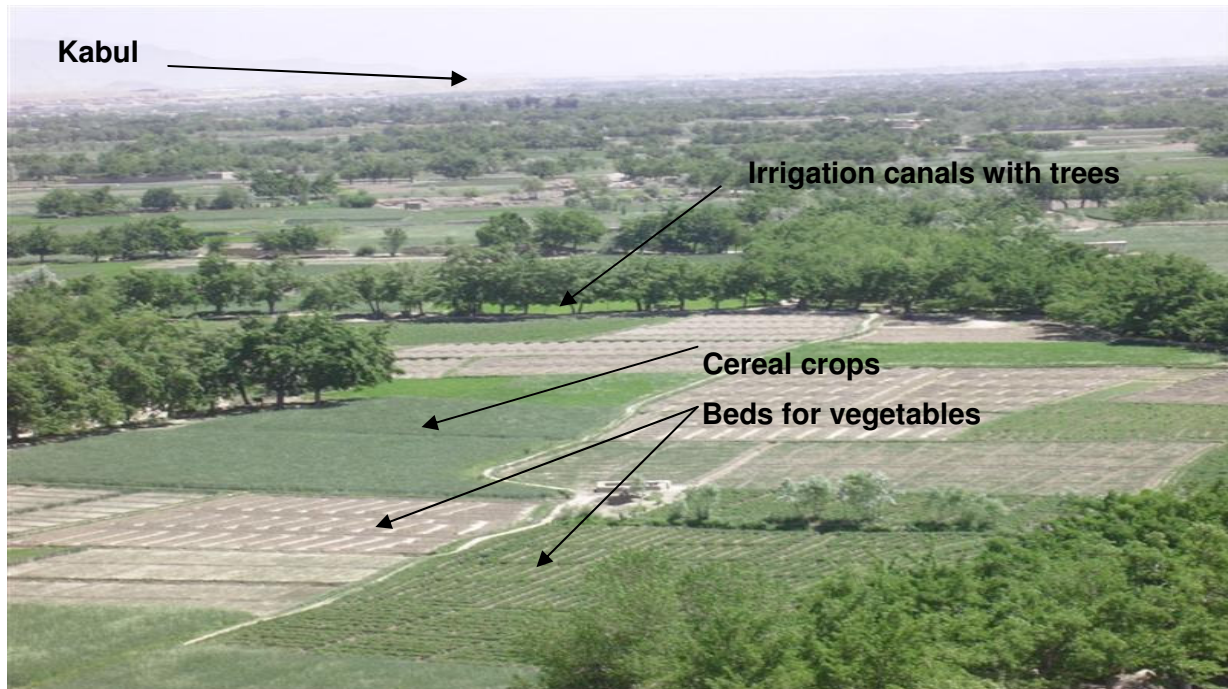 Kabul
Irrigation canals with trees
Cereal crops
Beds for vegetables